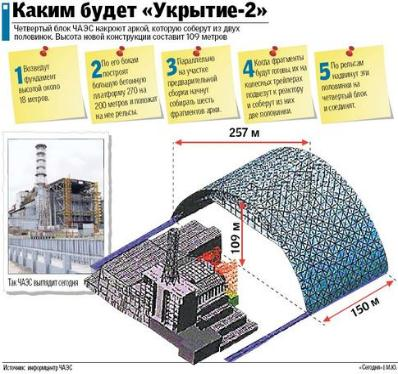 Каким будет «Укрытие-2»
Четвертый блок ЧАЭС накроют аркой, которую соберут из двух
половинок. Высота новой конструкции составит 109 метров
1 Возведут
фундамент
высотой около
18 метров.
2 По его бокам
построят
большую бетонную
платформу 270 на
200 метров и положат
на нее рельсы.
3 Параллельно
на участке
предварительной
сборки начнут
собирать шесть
фрагментов арки.
4 Когда фрагменты
будут готовы, их на
колесных трейлерах
подвезут к реактору
и соберут из них
две половинки.
5 По рельсам
надвинут эти
половинки на
четвертый блок
и соединят.
257 м
109 м
150 м
Так ЧАЭС выглядит сегодня
Источник: информцентр ЧАЭС
«Сегодня» | М.Ю.